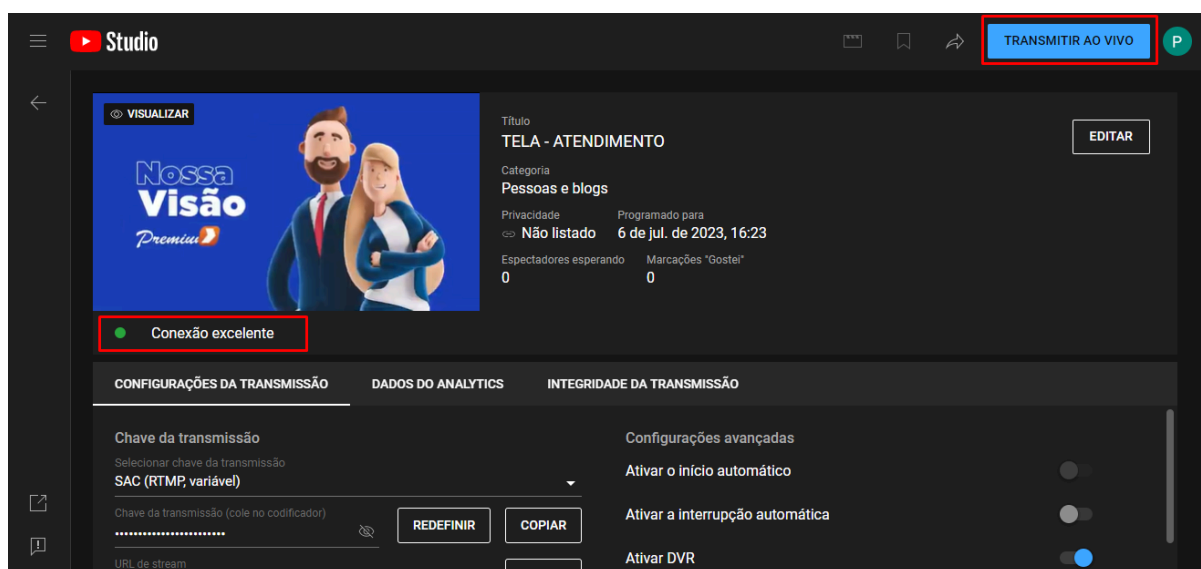 Studio
TRANSMITIR AO VIVO
P
VISUALIZAR
Nossa
Visão
Premium
Título
TELA - ATENDIMENTO
EDITAR
Categoria
Pessoas e blogs
Privacidade Programado para
Não listado 6 de jul. de 2023, 16:23
Espectadores esperando Marcações "Gostei"
0 0
Conexão excelente
CONFIGURAÇÕES DA TRANSMISSÃO DADOS DO ANALYTICS INTEGRIDADE DA TRANSMISSÃO
Chave da transmissão
Selecionar chave da transmissão
SAC (RTMP, variável)
Chave da transmissão (cole no codificador)
••••••••••••••••••••••••
REDEFINIR COPIAR
URL de stream
Configurações avançadas
Ativar o início automático
Ativar a interrupção automática
Ativar DVR